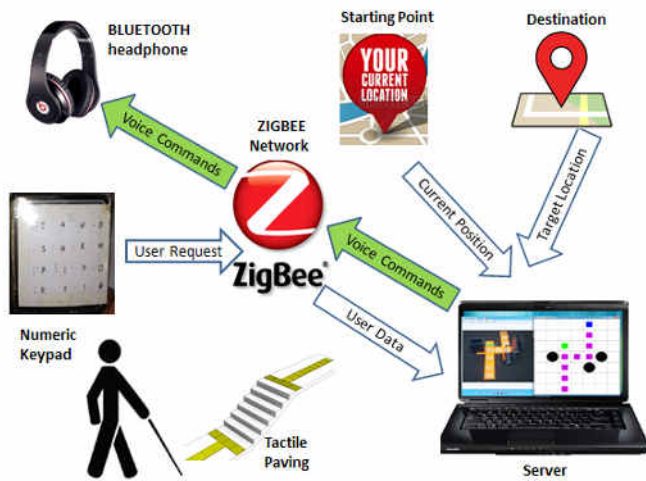 BLUETOOTH
headphone
Starting Point
Destination
YOUR
CURRENT
LOCATION
ZIGBEE
Network
Voice Commands
Current Position
Target Location
User Request
Z
ZigBee®
Voice Commands
User Data
Numeric
Keypad
Tactile
Paving
Server